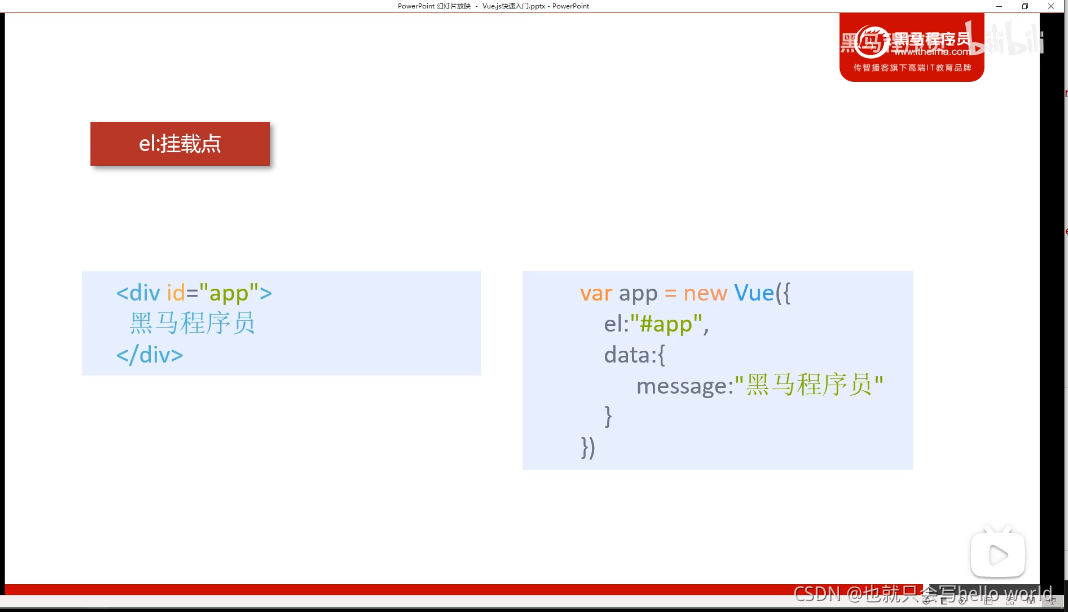 PowerPoint 幻灯片放映 - Vue.js快速入门.pptx - PowerPoint
黑马程序员
www.itheima.com
传智播客旗下高端IT教育品牌
bilibili
el:挂载点
<div id="app">
黑马程序员
</div>
var app = new Vue({
el:"#app",
data:{
message:"黑马程序员"
}
})
CSDN @也就只会写hello world